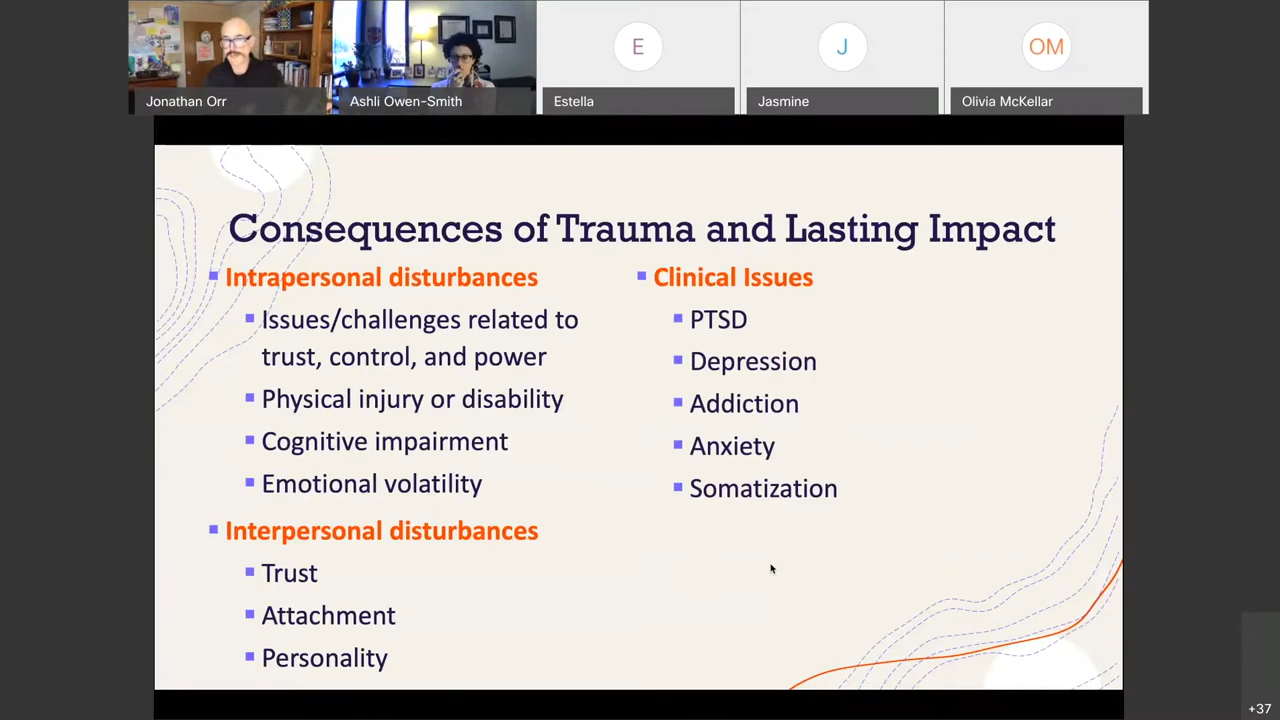 Jonathan Orr
Ashli Owen-Smith
E
Estella
J
Jasmine
OM
Olivia McKellar
Consequences of Trauma and Lasting Impact
Intrapersonal disturbances
Issues/challenges related to
trust, control, and power
Physical injury or disability
Cognitive impairment
Emotional volatility
Interpersonal disturbances
Trust
Attachment
Personality
Clinical Issues
PTSD
Depression
Addiction
Anxiety
Somatization
+37